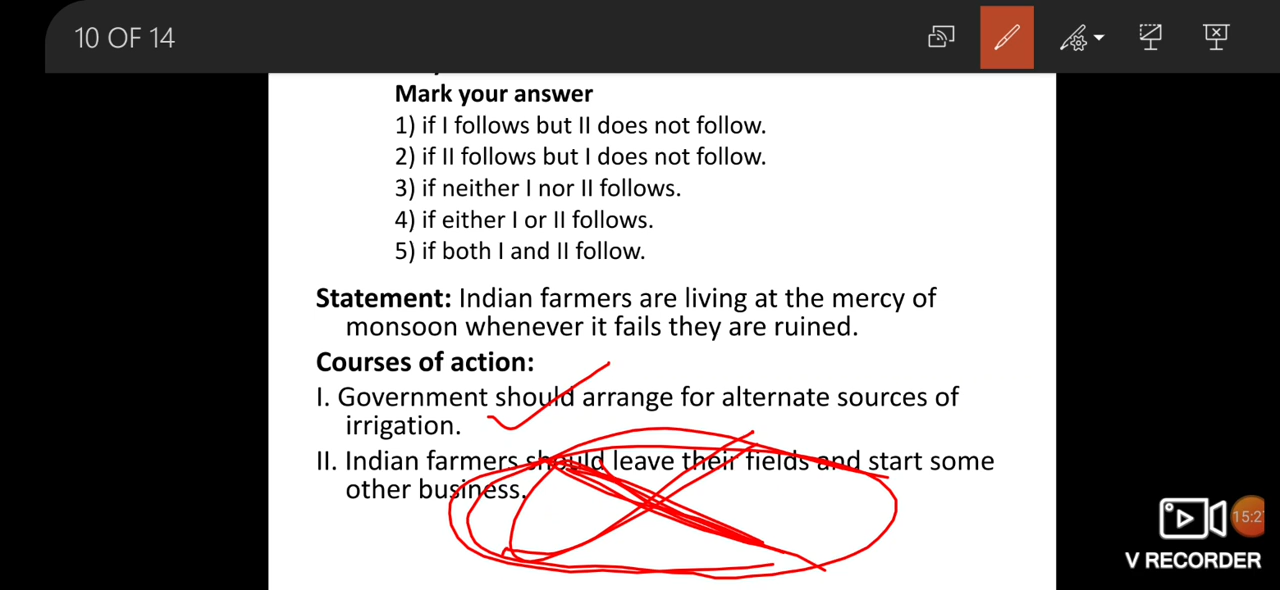 10 OF 14
Mark your answer
1) if I follows but II does not follow.
2) if II follows but I does not follow.
3) if neither I nor II follows.
4) if either I or II follows.
5) if both I and II follow.
Statement: Indian farmers are living at the mercy of
monsoon whenever it fails they are ruined.
Courses of action:
I. Government should arrange for alternate sources of
irrigation.
II. Indian farmers should leave their fields and start some
other business.
V RECORDER